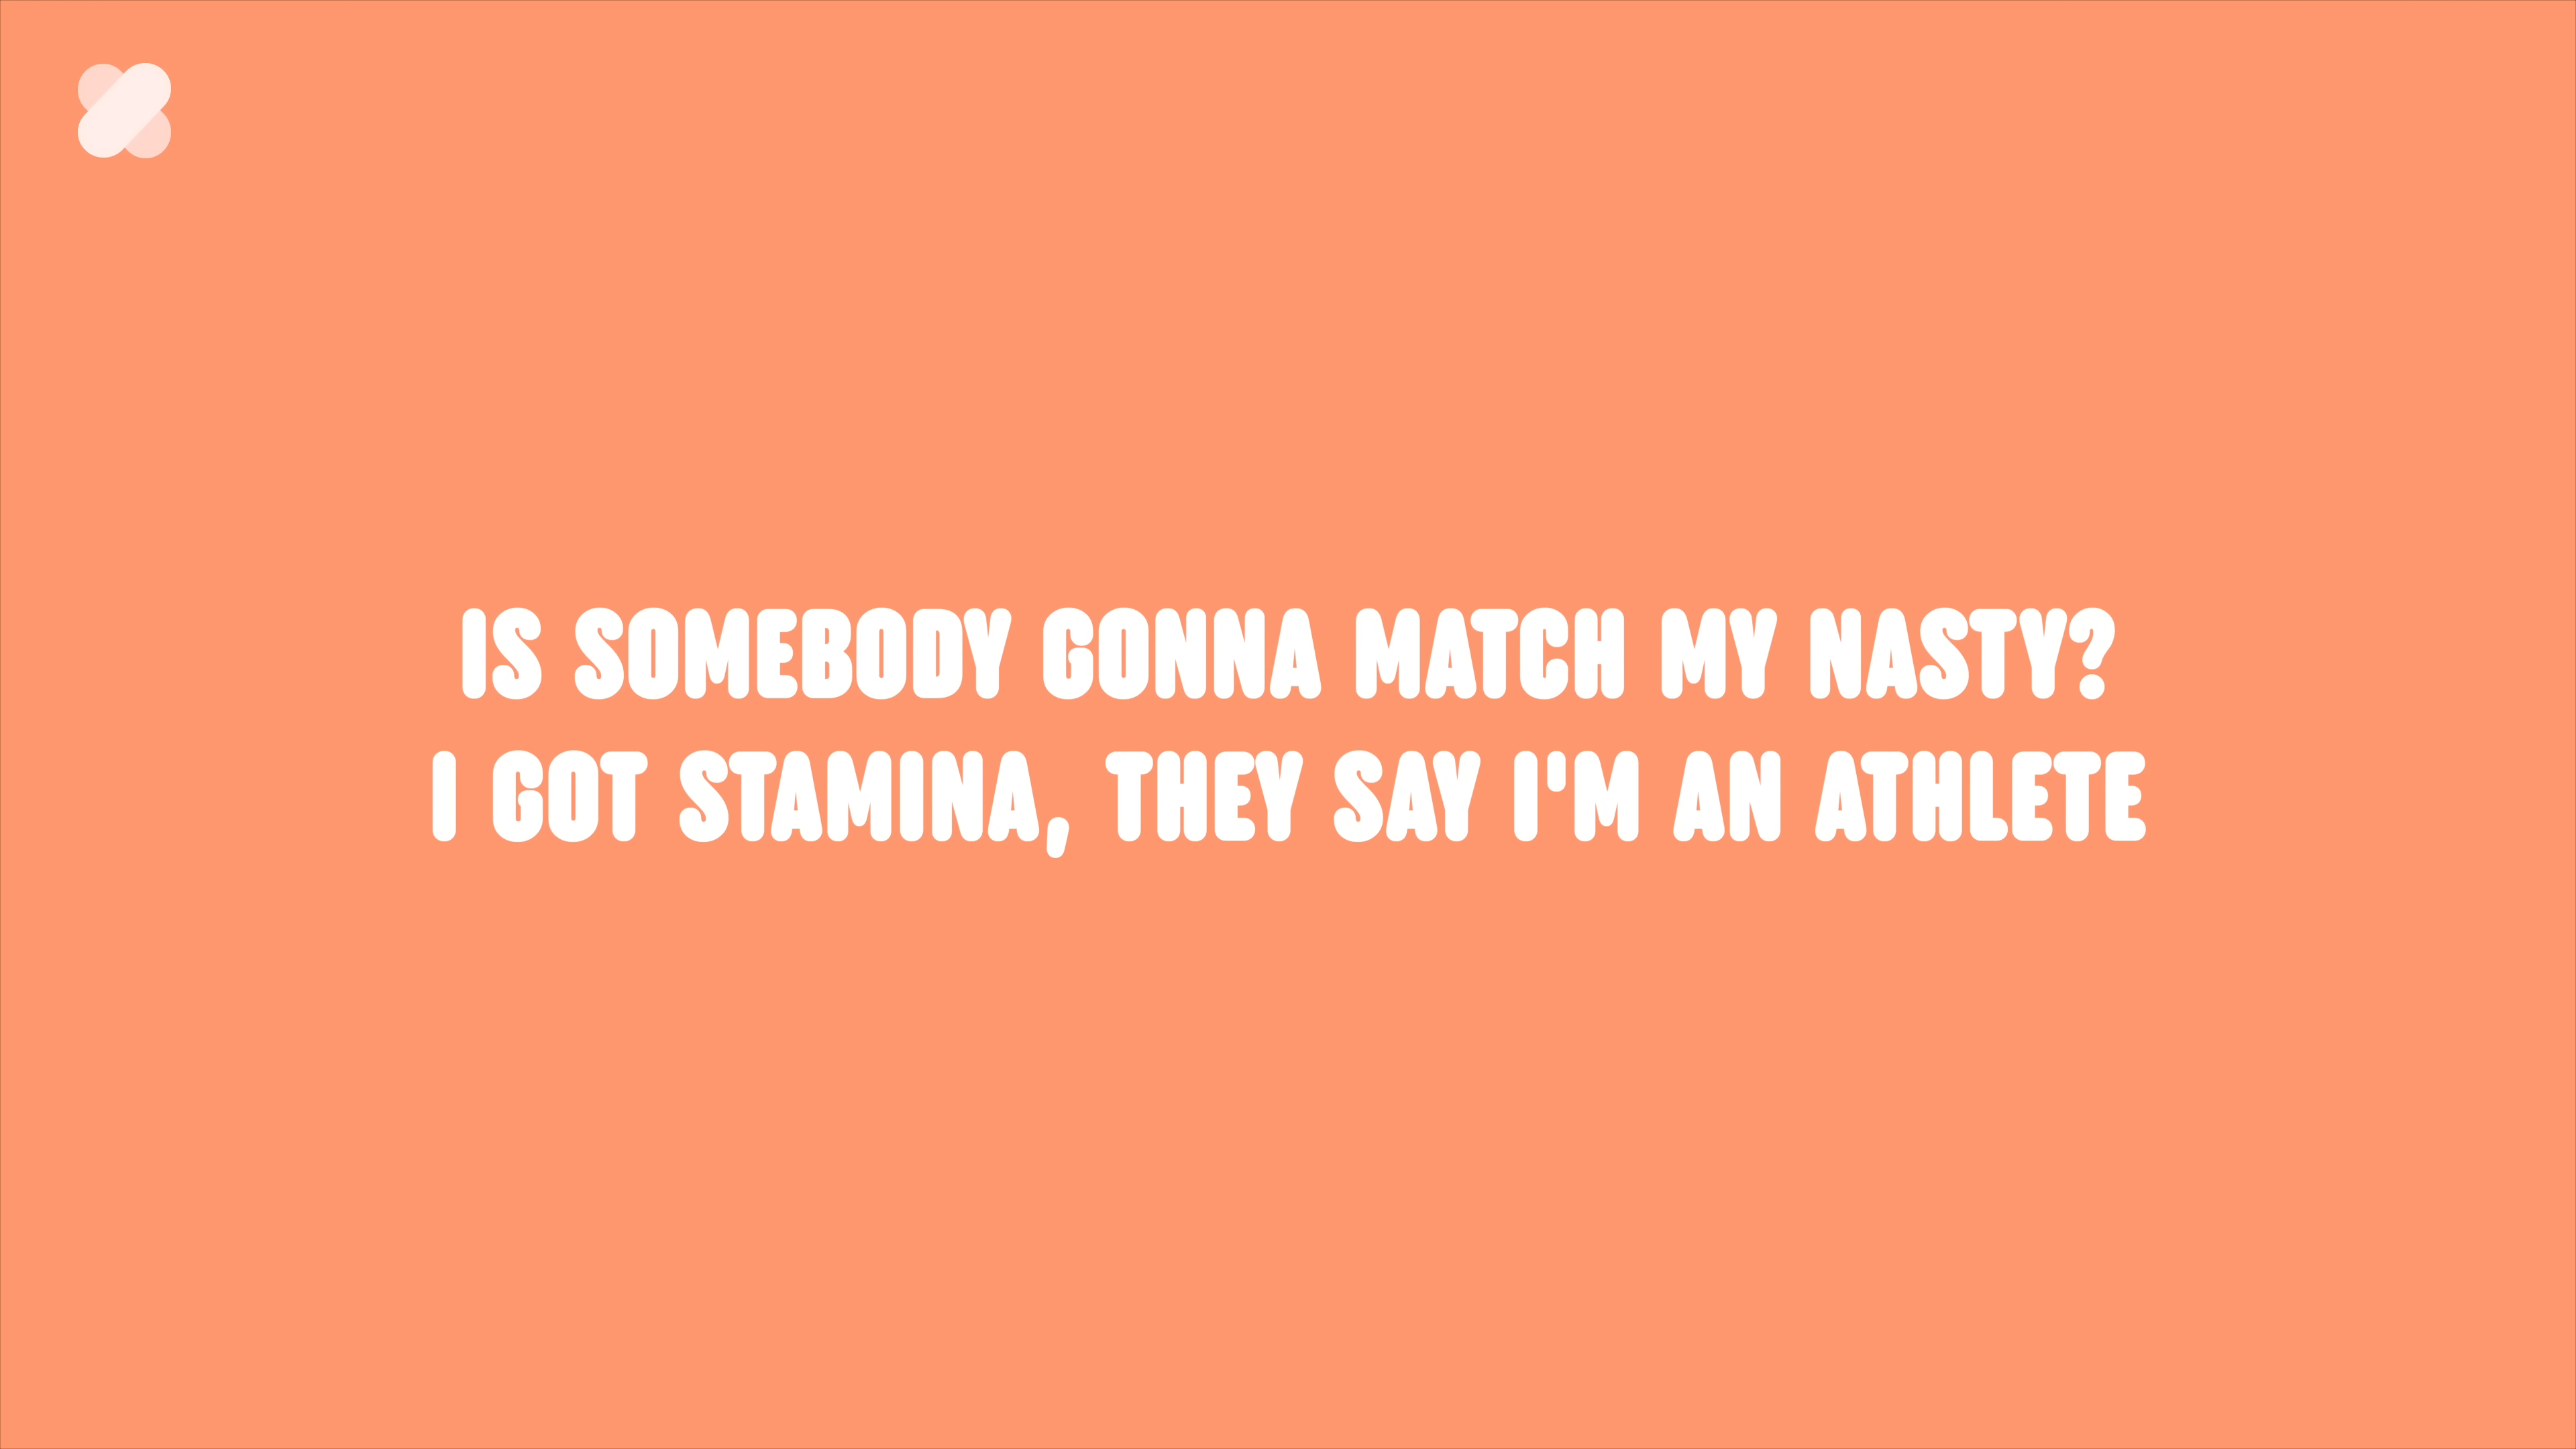 IS SOMEBODY GONNA MATCH MY NASTY?
I GOT STAMINA, THEY SAY I'M AN ATHLETE